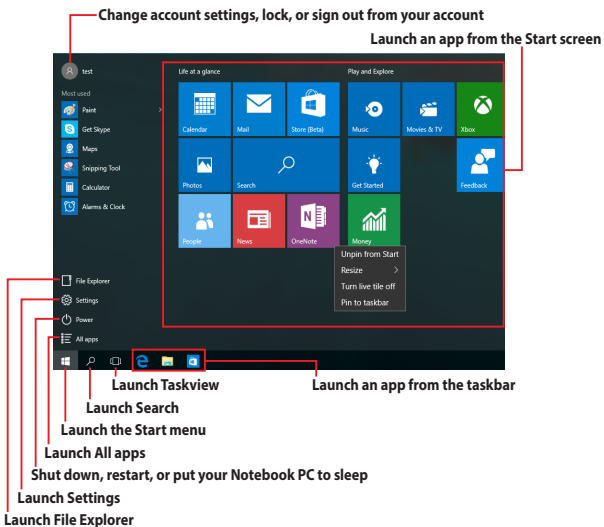 Change account settings, lock, or sign out from your account
Launch an app from the Start screen
test
Life at a glance
Play and Explore
Most used
Paint
Get Skype
Maps
Snipping Tool
Calculator
Alarms & Clock
Calendar
Mail
Store (Beta)
Music
Movies & TV
Xbox
Photos
Search
Get Started
Feedback
People
News
OneNote
Money
Unpin from Start
Resize
Turn live tile off
Pin to taskbar
File Explorer
Settings
Power
All apps
Launch Taskview
Launch an app from the taskbar
Launch Search
Launch the Start menu
Launch All apps
Shut down, restart, or put your Notebook PC to sleep
Launch Settings
Launch File Explorer